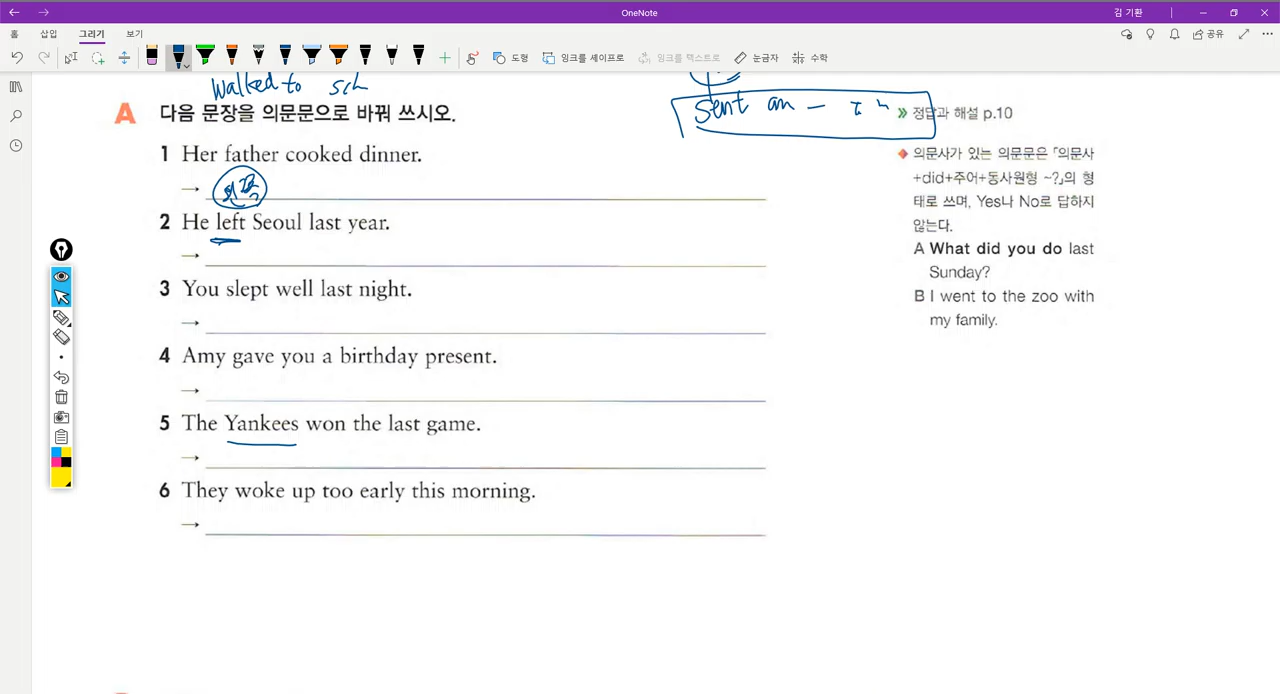 OneNote
김 기환
홈 삽입 그리기 보기
공유
도형 잉크를 셰이프로 잉크를 텍스트로 눈금자 수학
walked to sch
sent an
A 다음 문장을 의문문으로 바꿔 쓰시오.
» 정답과 해설 p.10
1 Her father cooked dinner.
→
2 He left Seoul last year.
→
3 You slept well last night.
→
4 Amy gave you a birthday present.
→
5 The Yankees won the last game.
→
6 They woke up too early this morning.
→
의문사가 있는 의문문은 「의문사
+did+주어+동사원형 ~?」의 형
태로 쓰며, Yes나 No로 답하지
않는다.
A What did you do last
Sunday?
B I went to the zoo with
my family.